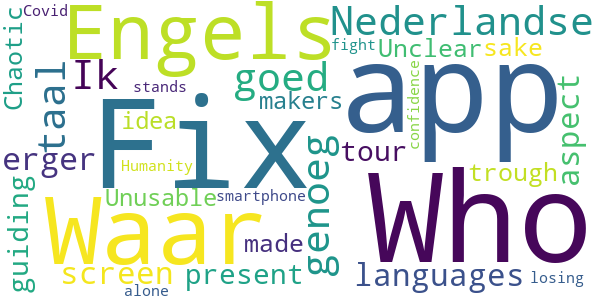 Covid
Engels
Nederlandse
fight
Unclear
sake
Chaotic
Ik
stands
goed
makers
app
taal
Fix
idea
confidence
aspect
erger
Humanity
genoeg
tour
trough
Who
guiding
Waar
Unusable
smartphone
made
screen
present
languages
losing
alone